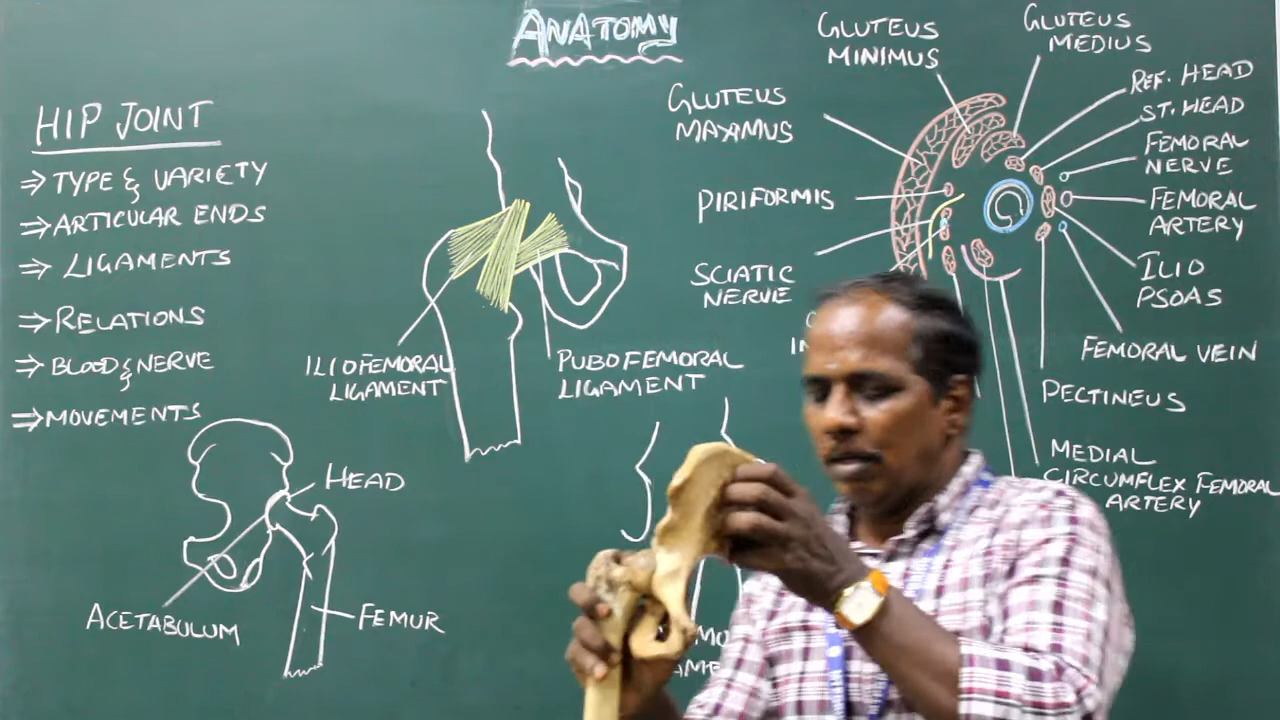 ANATOMY
HIP JOINT
⇒ TYPE & VARIETY
⇒ ARTICULAR ENDS
⇒ LIGAMENTS
⇒ RELATIONS
⇒ BLOOD & NERVE
⇒ MOVEMENTS
HEAD
ACETABULUM
FEMUR
ILIOFEMORAL
LIGAMENT
PUBOFEMORAL
LIGAMENT
GLUTEUS
MINIMUS
GLUTEUS
MEDIUS
GLUTEUS
MAXIMUS
PIRIFORMIS
SCIATIC
NERVE
REF. HEAD
ST. HEAD
FEMORAL
NERVE
FEMORAL
ARTERY
ILIO
PSOAS
FEMORAL VEIN
PECTINEUS
MEDIAL
CIRCUMFLEX FEMORAL
ARTERY